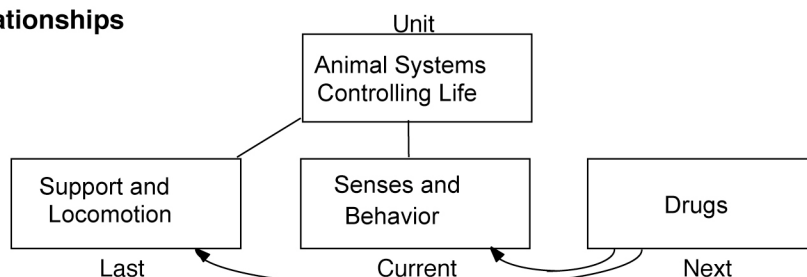 ationships
Unit
Animal Systems
Controlling Life
Support and
Locomotion
Senses and
Behavior
Drugs
Last
Current
Next